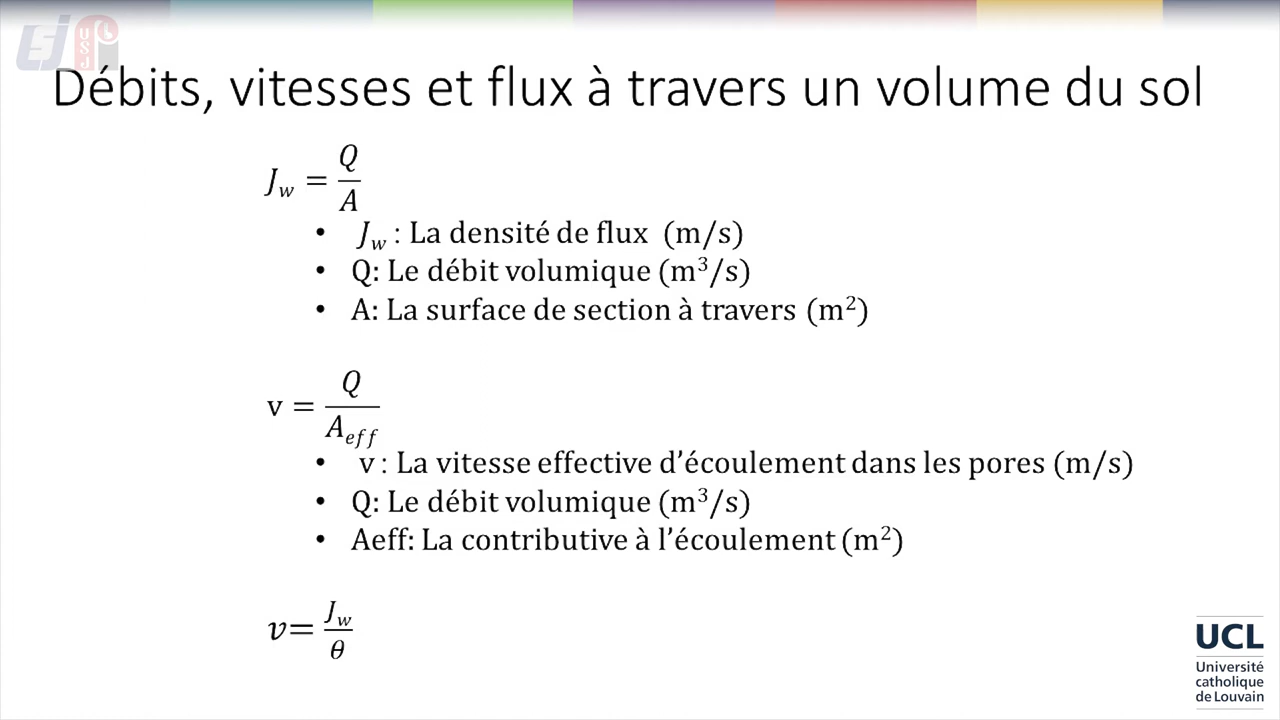 USJ
Débits, vitesses et flux à travers un volume du sol
J_w = Q/A
• J_w : La densité de flux (m/s)
• Q: Le débit volumique (m³/s)
• A: La surface de section à travers (m²)
v = Q/A_eff
• v : La vitesse effective d’écoulement dans les pores (m/s)
• Q: Le débit volumique (m³/s)
• Aeff: La contributive à l’écoulement (m²)
v= J_w/θ
UCL
Université
catholique
de Louvain